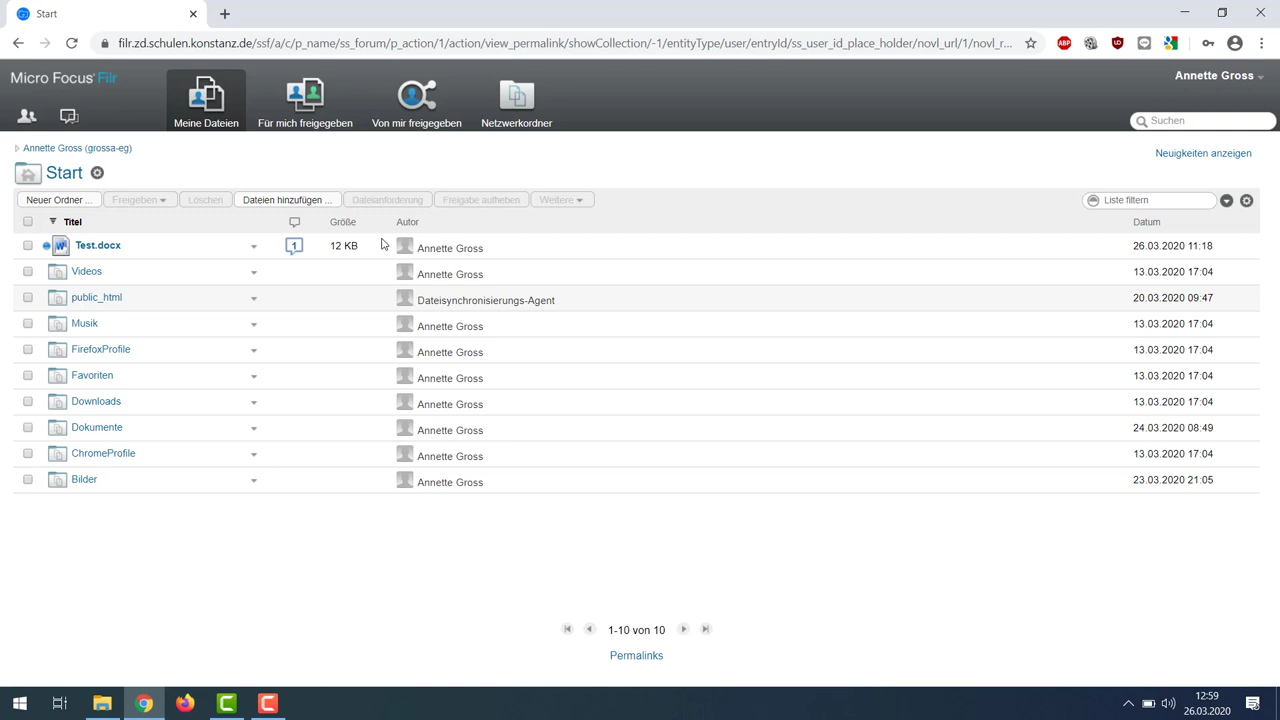 Start
filr.zd.schulen.konstanz.de/ssf/a/c/p_name/ss_forum/p_action/1/action/view_permalink/showCollection/-1/entityType/user/entryId/ss_user_id_place_holder/novl_url/1/novl_r...
ABP
Micro Focus Filr
Annette Gross
Meine Dateien
Für mich freigegeben
Von mir freigegeben
Netzwerkordner
Suchen
Annette Gross (grossa-eg)
Neuigkeiten anzeigen
Start
Neuer Ordner ... Freigeben Löschen Dateien hinzufügen ... Dateianforderung Freigabe aufheben Weitere Liste filtern
Titel Größe Autor Datum
Test.docx 1 12 KB Annette Gross 26.03.2020 11:18
Videos Annette Gross 13.03.2020 17:04
public_html Dateisynchronisierungs-Agent 20.03.2020 09:47
Musik Annette Gross 13.03.2020 17:04
FirefoxProfile Annette Gross 13.03.2020 17:04
Favoriten Annette Gross 13.03.2020 17:04
Downloads Annette Gross 13.03.2020 17:04
Dokumente Annette Gross 24.03.2020 08:49
ChromeProfile Annette Gross 13.03.2020 17:04
Bilder Annette Gross 23.03.2020 21:05
1-10 von 10
Permalinks
12:59
26.03.2020